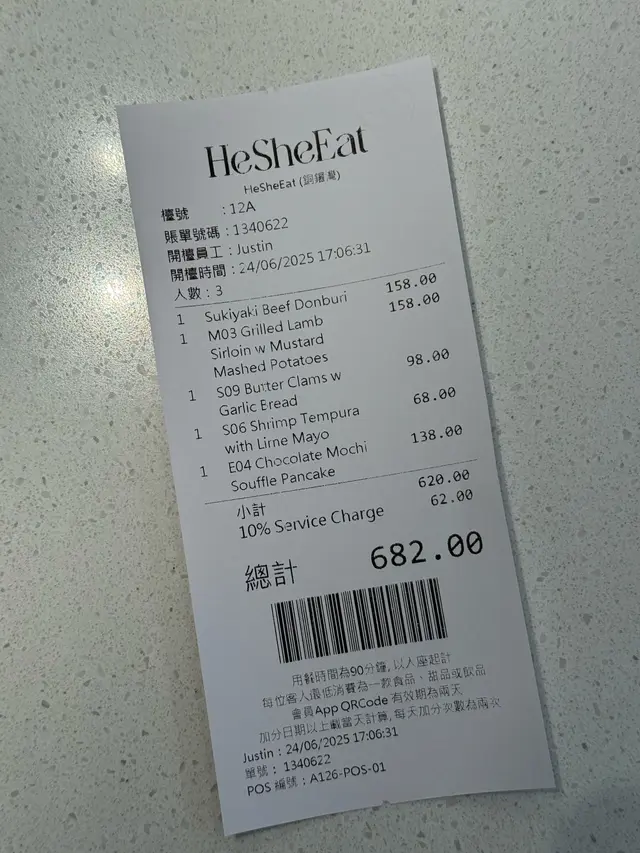 HeSheEat
HeSheEat (銅鑼灣)
檯號 : 12A
賬單號碼 : 1340622
開檯員工 : Justin
開檯時間 : 24/06/2025 17:06:31
人數 : 3
1 Sukiyaki Beef Donburi 158.00
1 M03 Grilled Lamb 158.00
Sirloin w Mustard
Mashed Potatoes
1 S09 Butter Clams w 98.00
Garlic Bread
1 S06 Shrimp Tempura 68.00
with Lime Mayo
1 E04 Chocolate Mochi 138.00
Souffle Pancake
小計 620.00
10% Service Charge 62.00
總計 682.00
用餐時間為90分鐘, 以人座起計
每位客人最低消費為一款食品、甜品或飲品
會員App QRCode 有效期為兩天
加分日期以上載當天計算, 每天加分次數為兩次
Justin : 24/06/2025 17:06:31
單號 : 1340622
POS 編號 : A126-POS-01